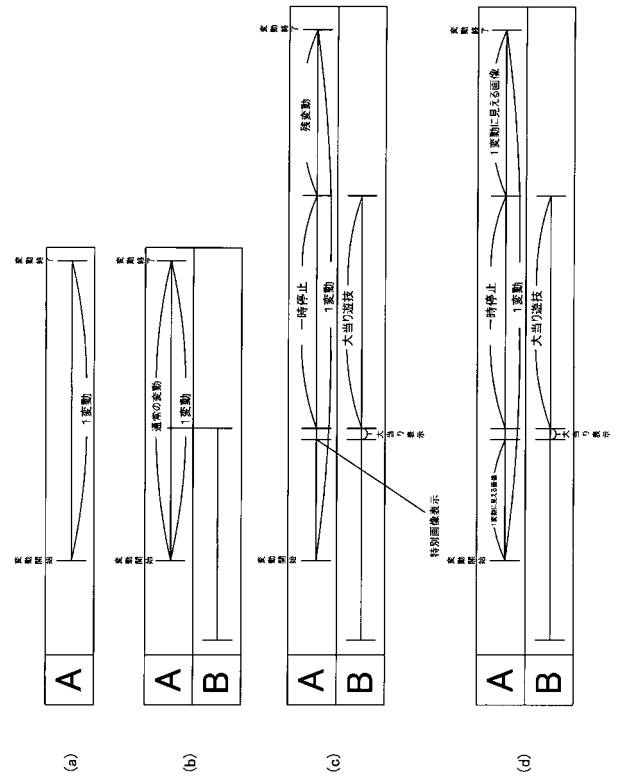 (a)
A
変動開始
1変動
変動終了
(b)
A
B
変動開始
通常の変動
1変動
変動終了
(c)
A
B
変動開始
特別画像表示
一時停止
残変動
1変動
変動終了
大当り表示
大当り遊技
(d)
A
B
変動開始
1変動に見える画像
一時停止
1変動に見える画像
1変動
変動終了
大当り表示
大当り遊技